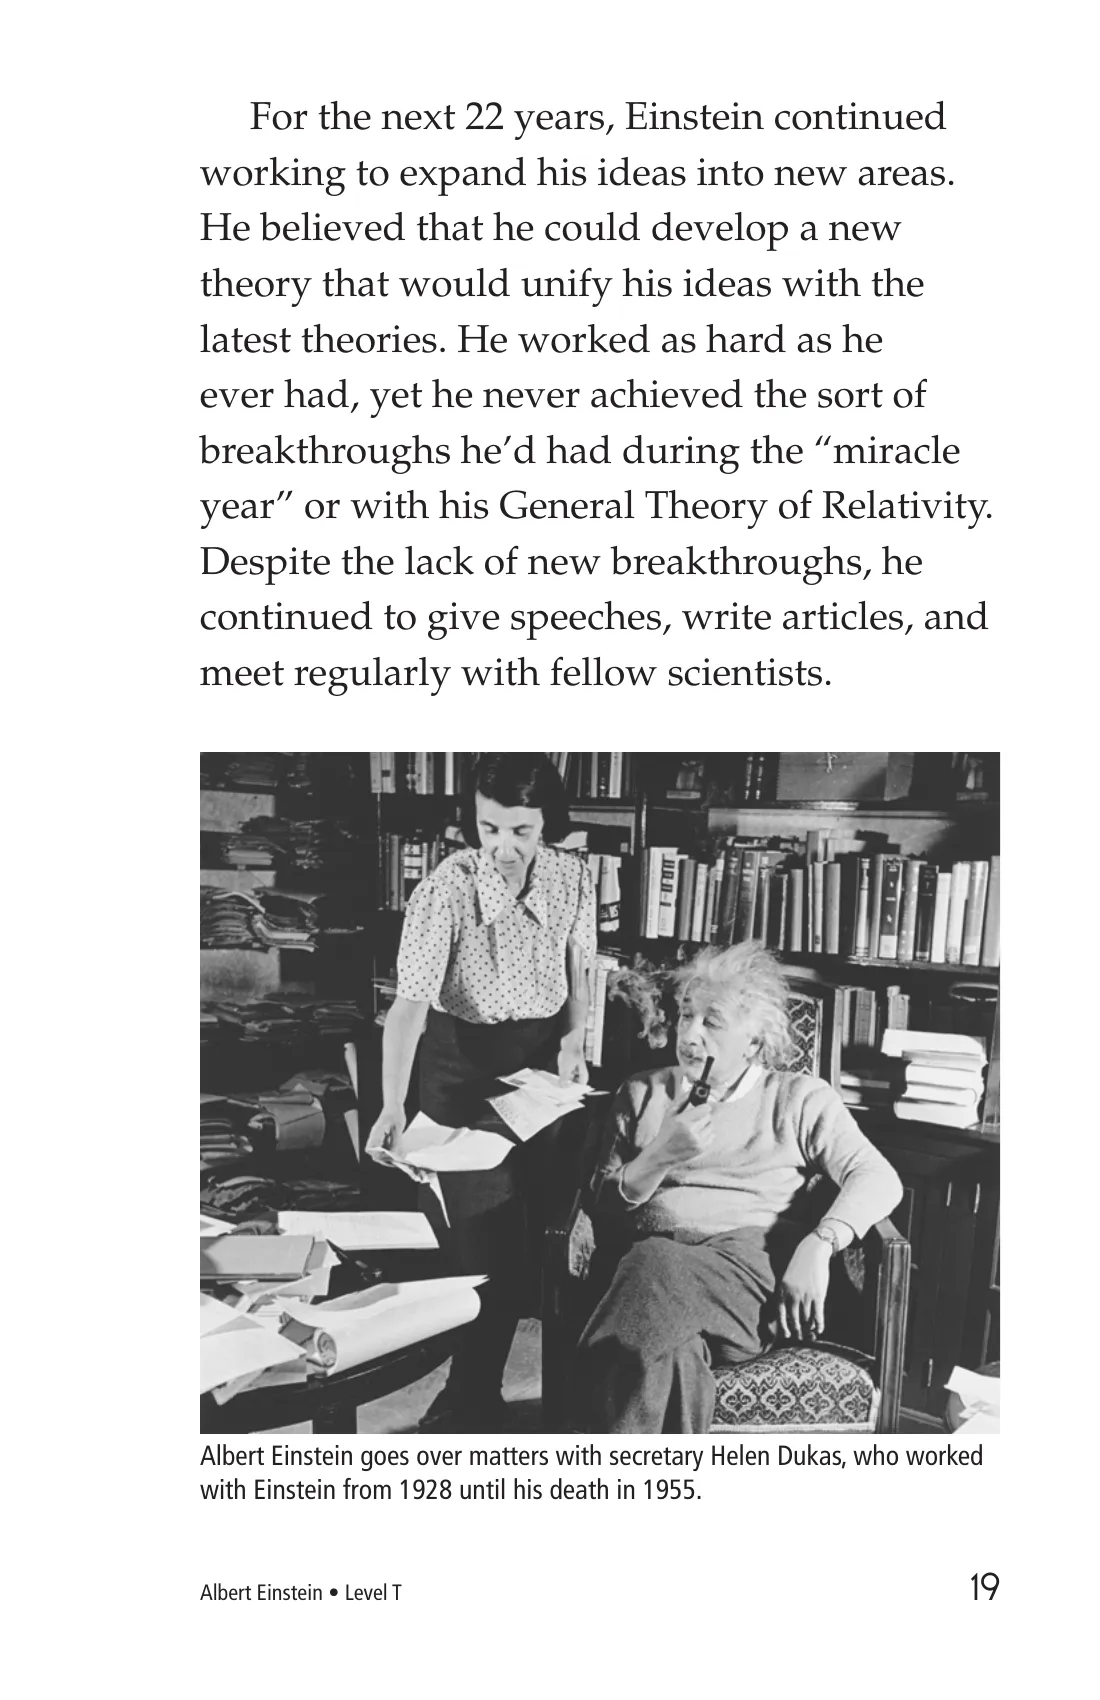 For the next 22 years, Einstein continued
working to expand his ideas into new areas.
He believed that he could develop a new
theory that would unify his ideas with the
latest theories. He worked as hard as he
ever had, yet he never achieved the sort of
breakthroughs he’d had during the “miracle
year” or with his General Theory of Relativity.
Despite the lack of new breakthroughs, he
continued to give speeches, write articles, and
meet regularly with fellow scientists.
Albert Einstein goes over matters with secretary Helen Dukas, who worked
with Einstein from 1928 until his death in 1955.
Albert Einstein • Level T
19